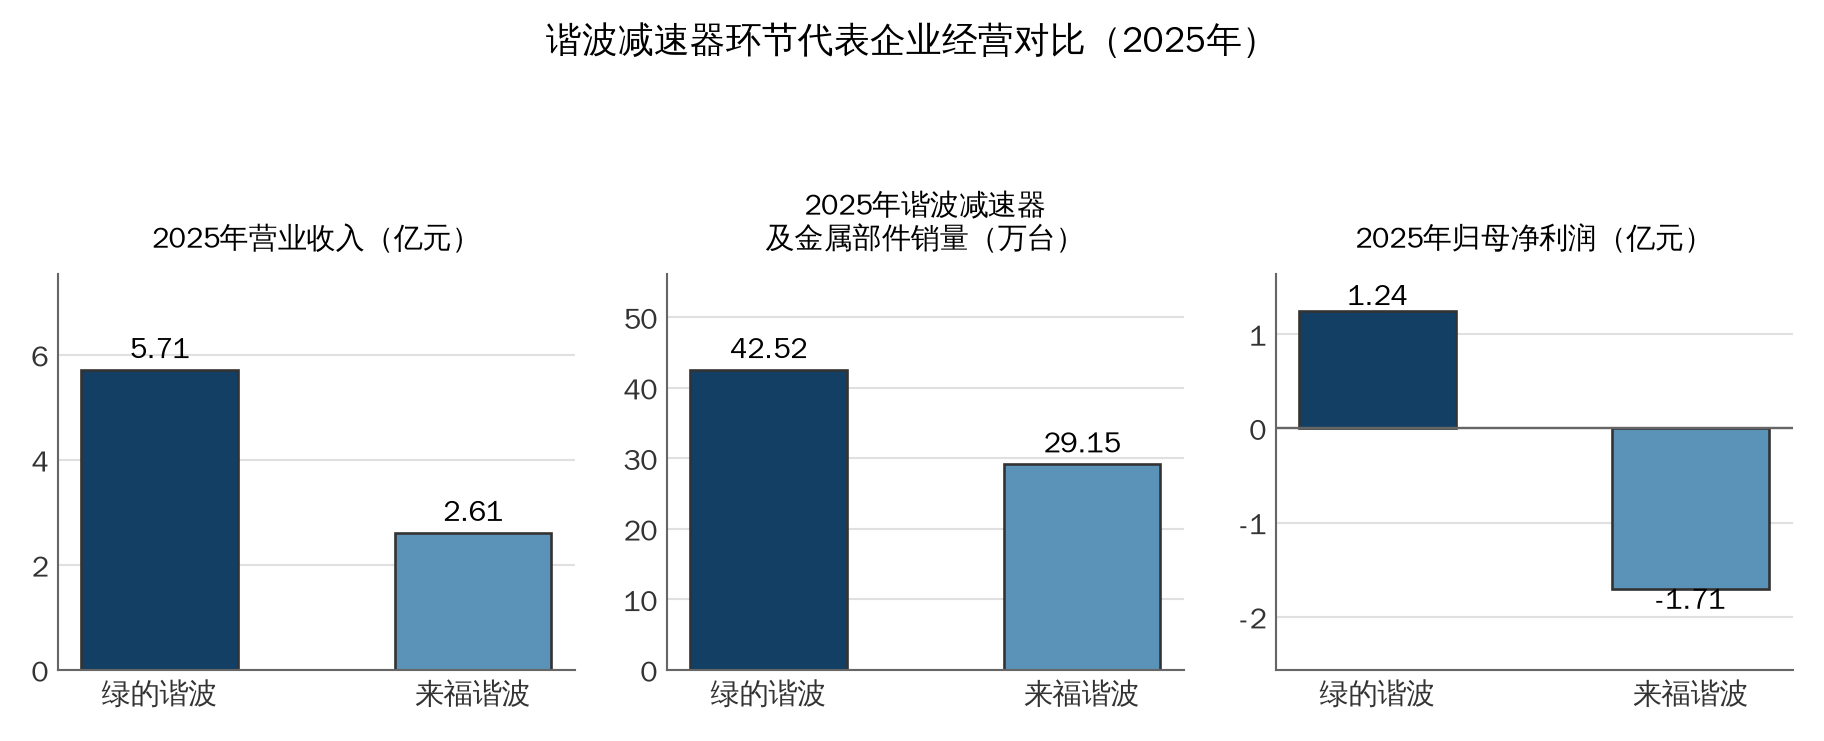 谐波减速器环节代表企业经营对比（2025年）
2025年营业收入（亿元）
6
4
2
0
5.71
2.61
绿的谐波
来福谐波
2025年谐波减速器
及金属部件销量（万台）
50
40
30
20
10
0
42.52
29.15
绿的谐波
来福谐波
2025年归母净利润（亿元）
1
0
-1
-2
1.24
-1.71
绿的谐波
来福谐波